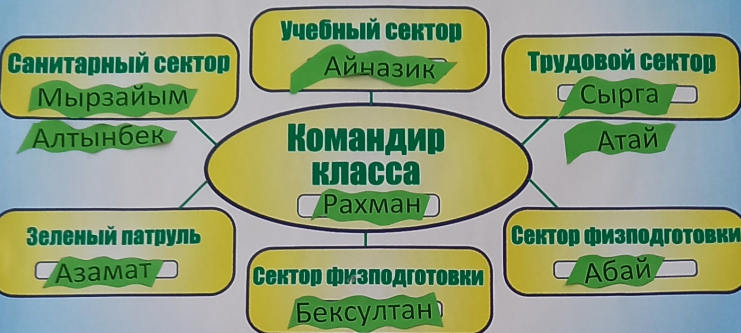 Учебный сектор
Айназик
Санитарный сектор
Мырзайым
Алтынбек
Трудовой сектор
Сырга
Атай
Командир
класса
Рахман
Зеленый патруль
Азамат
Сектор физподготовки
Бексултан
Сектор физподготовки
Абай